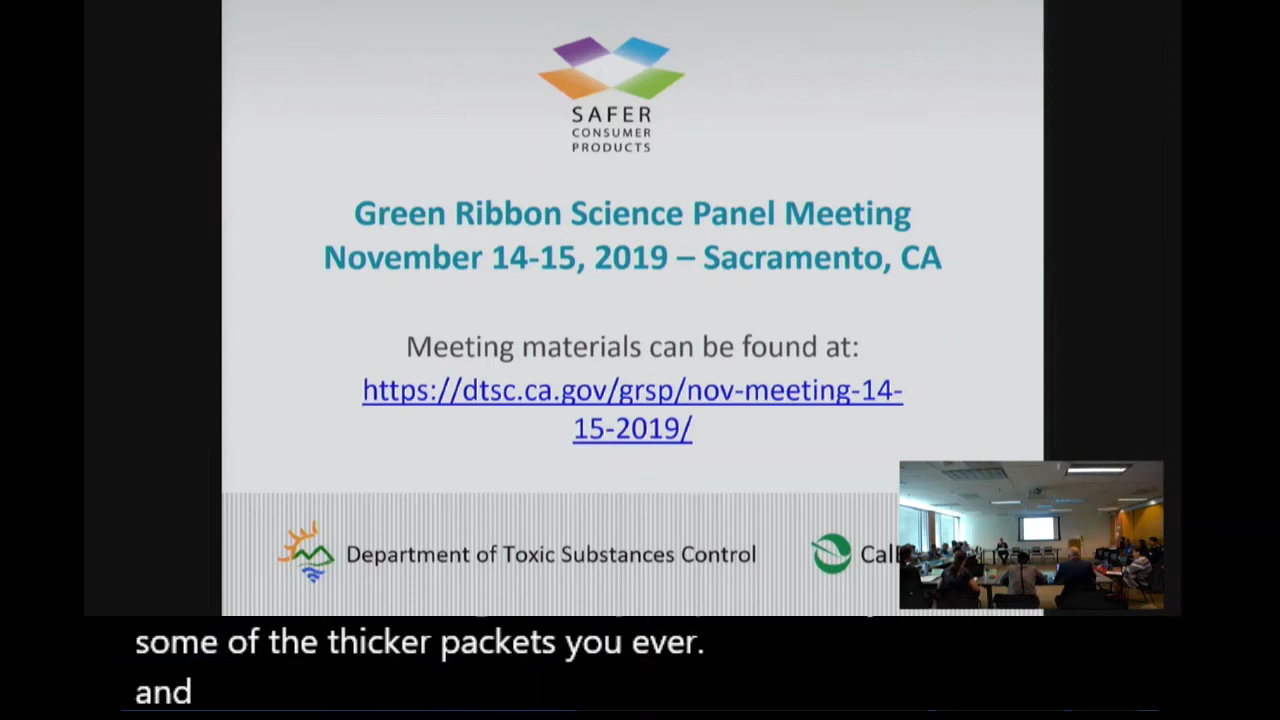 SAFER
CONSUMER
PRODUCTS
Green Ribbon Science Panel Meeting
November 14-15, 2019 – Sacramento, CA
Meeting materials can be found at:
https://dtsc.ca.gov/grsp/nov-meeting-14-
15-2019/
Department of Toxic Substances Control
some of the thicker packets you ever.
and